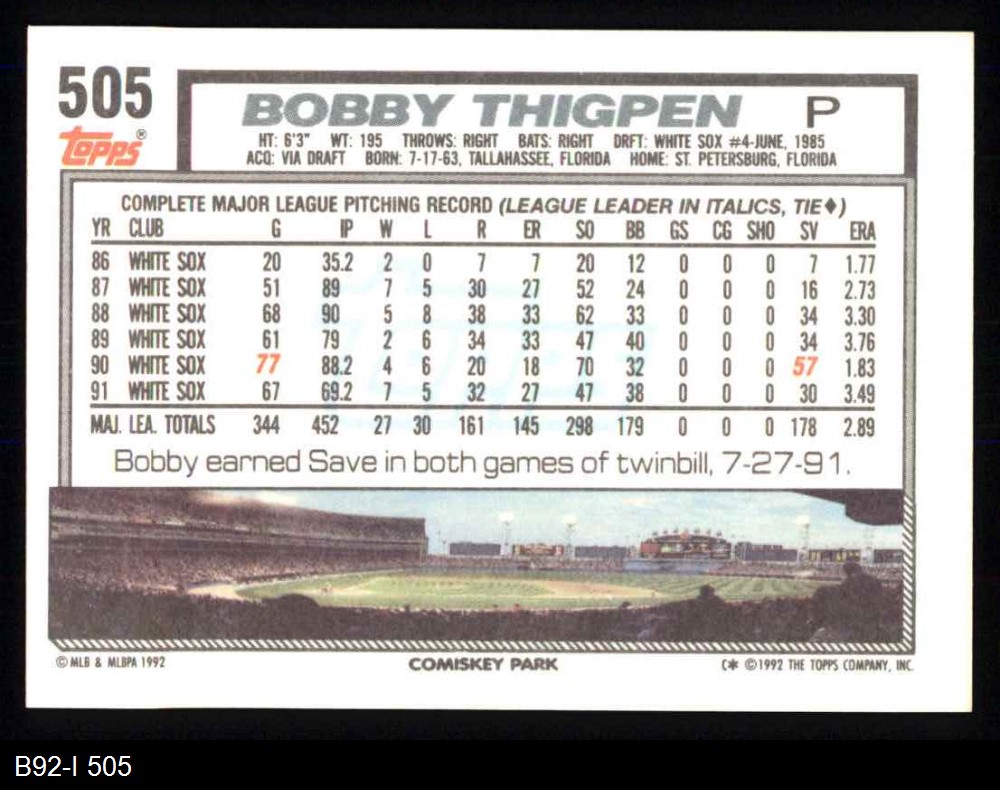 505
Topps®
BOBBY THIGPEN P
HT: 6'3" WT: 195 THROWS: RIGHT BATS: RIGHT DRFT: WHITE SOX #4-JUNE, 1985
ACQ: VIA DRAFT BORN: 7-17-63, TALLAHASSEE, FLORIDA HOME: ST. PETERSBURG, FLORIDA
COMPLETE MAJOR LEAGUE PITCHING RECORD (LEAGUE LEADER IN ITALICS, TIE♦)
YR CLUB G IP W L R ER SO BB GS CG SHO SV ERA
86 WHITE SOX 20 35.2 2 0 7 7 20 12 0 0 0 7 1.77
87 WHITE SOX 51 89 7 5 30 27 52 24 0 0 0 16 2.73
88 WHITE SOX 68 90 5 8 38 33 62 33 0 0 0 34 3.30
89 WHITE SOX 61 79 2 6 34 33 47 40 0 0 0 34 3.76
90 WHITE SOX 77 88.2 4 6 20 18 70 32 0 0 0 57 1.83
91 WHITE SOX 67 69.2 7 5 32 27 47 38 0 0 0 30 3.49
MAJ. LEA. TOTALS 344 452 27 30 161 145 298 179 0 0 0 178 2.89
Bobby earned Save in both games of twinbill, 7-27-91.
© MLB & MLBPA 1992 COMISKEY PARK C* ©1992 THE TOPPS COMPANY, INC.
B92-I 505